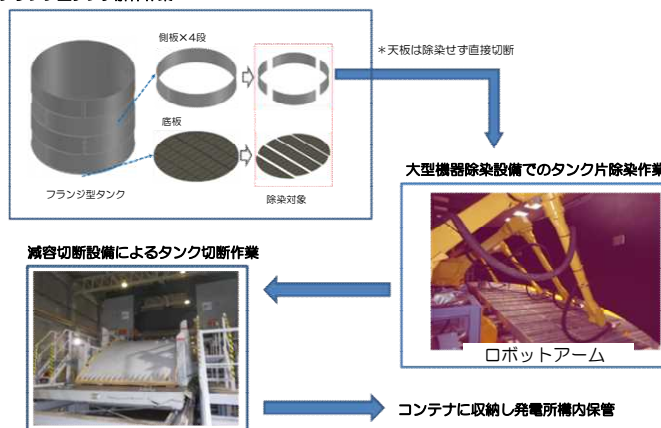 側板×4段
*天板は除染せず直接切断
底板
フランジ型タンク
除染対象
大型機器除染設備でのタンク片除染作業
減容切断設備によるタンク切断作業
ロボットアーム
コンテナに収納し発電所構内保管